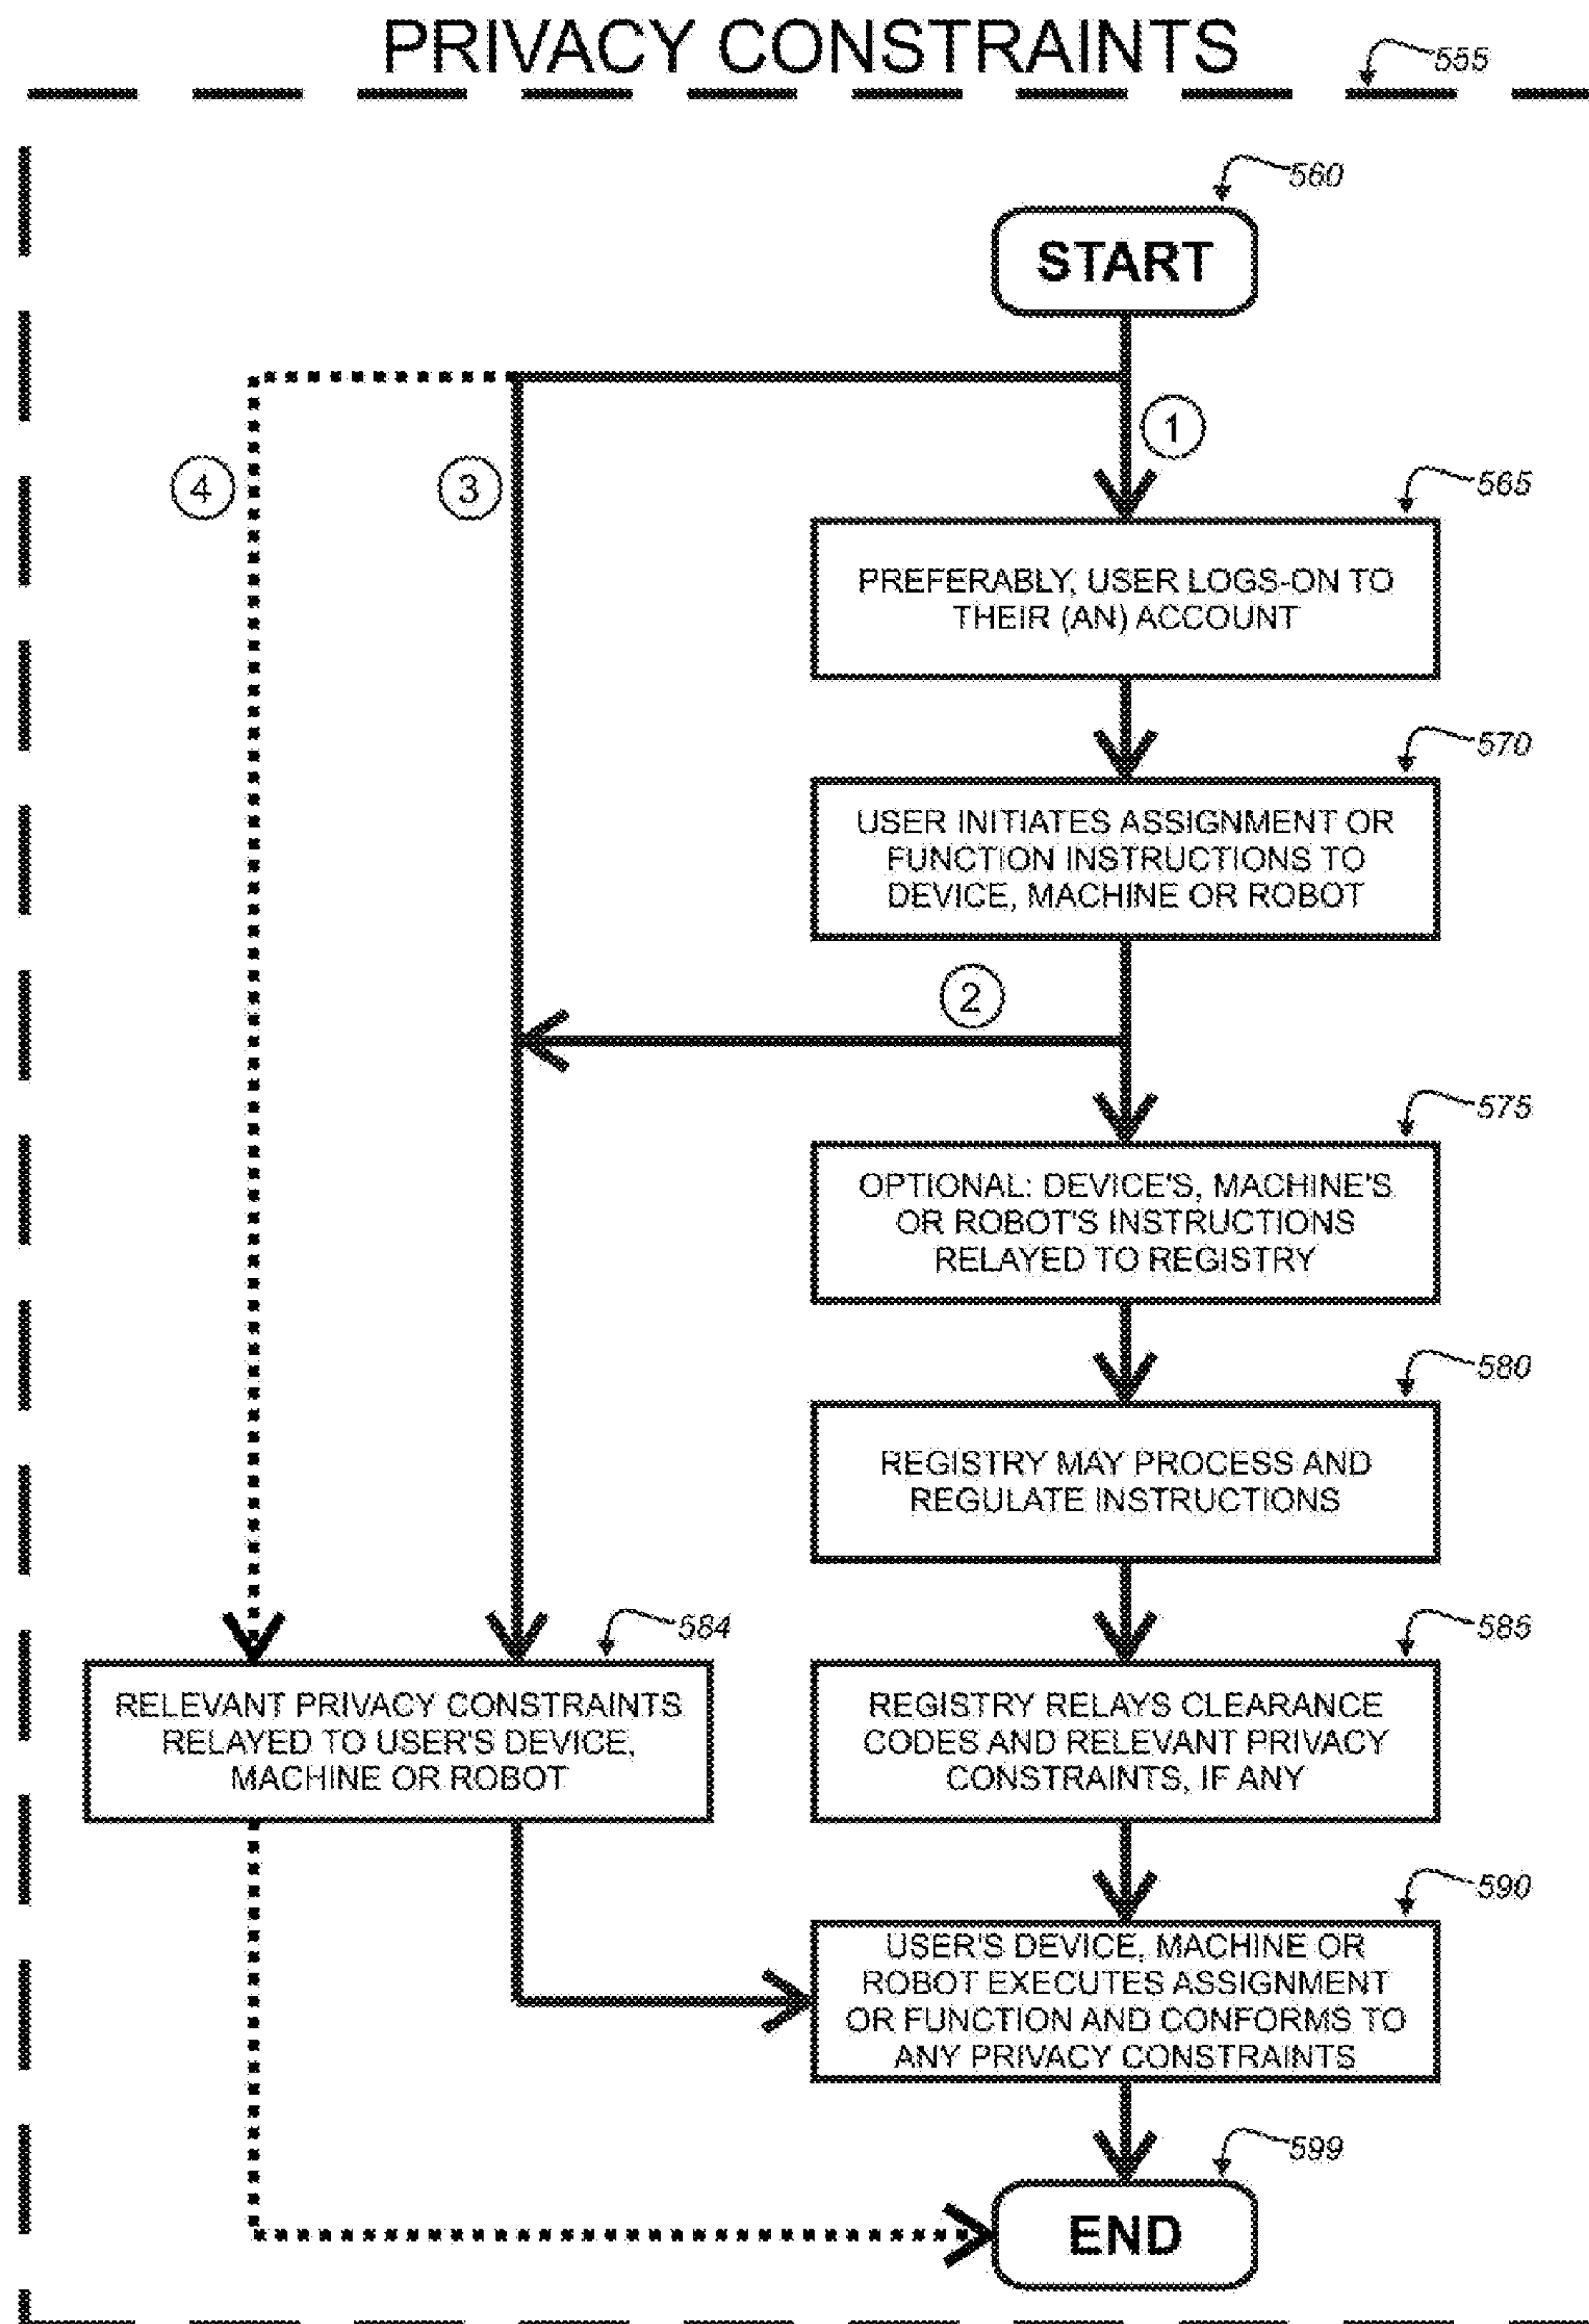 PRIVACY CONSTRAINTS
555
560
START
1
4
3
565
PREFERABLY, USER LOGS-ON TO
THEIR (AN) ACCOUNT
570
USER INITIATES ASSIGNMENT OR
FUNCTION INSTRUCTIONS TO
DEVICE, MACHINE OR ROBOT
2
575
OPTIONAL: DEVICE'S, MACHINE'S
OR ROBOT'S INSTRUCTIONS
RELAYED TO REGISTRY
580
REGISTRY MAY PROCESS AND
REGULATE INSTRUCTIONS
584
RELEVANT PRIVACY CONSTRAINTS
RELAYED TO USER'S DEVICE,
MACHINE OR ROBOT
585
REGISTRY RELAYS CLEARANCE
CODES AND RELEVANT PRIVACY
CONSTRAINTS, IF ANY
590
USER'S DEVICE, MACHINE OR
ROBOT EXECUTES ASSIGNMENT
OR FUNCTION AND CONFORMS TO
ANY PRIVACY CONSTRAINTS
599
END